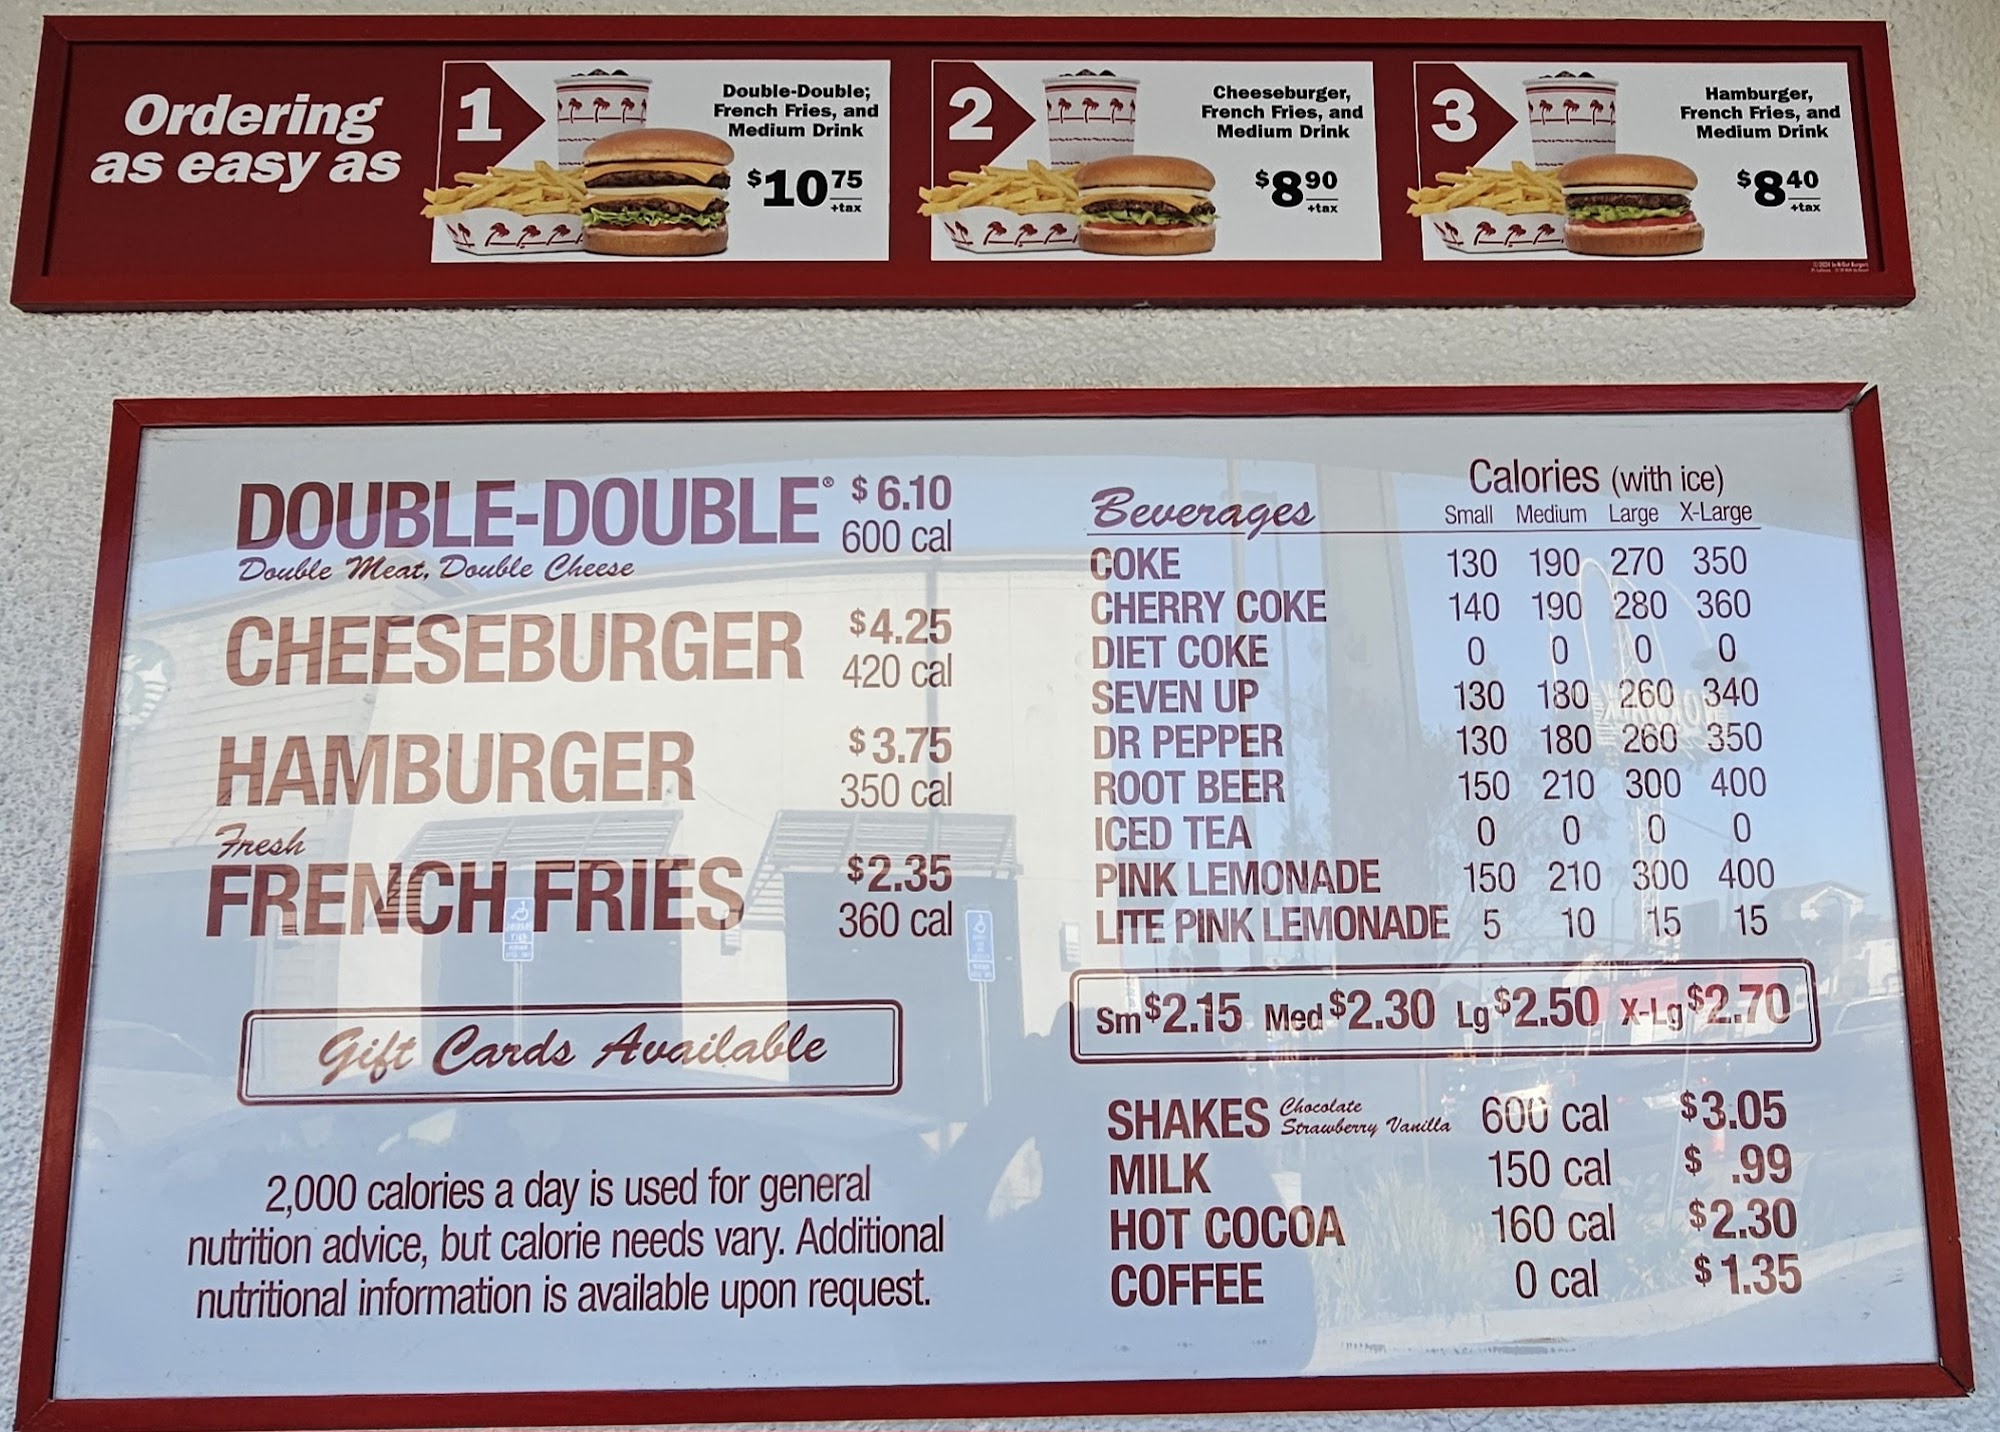 Ordering
as easy as
1
Double-Double;
French Fries, and
Medium Drink
$10 75
+tax
2
Cheeseburger,
French Fries, and
Medium Drink
$8 90
+tax
3
Hamburger,
French Fries, and
Medium Drink
$8 40
+tax
DOUBLE-DOUBLE® $6.10
Double Meat, Double Cheese 600 cal
CHEESEBURGER $4.25
420 cal
HAMBURGER $3.75
350 cal
Fresh
FRENCH FRIES $2.35
360 cal
Gift Cards Available
2,000 calories a day is used for general
nutrition advice, but calorie needs vary. Additional
nutritional information is available upon request.
Calories (with ice)
Beverages Small Medium Large X-Large
COKE 130 190 270 350
CHERRY COKE 140 190 280 360
DIET COKE 0 0 0 0
SEVEN UP 130 180 260 340
DR PEPPER 130 180 260 350
ROOT BEER 150 210 300 400
ICED TEA 0 0 0 0
PINK LEMONADE 150 210 300 400
LITE PINK LEMONADE 5 10 15 15
Sm $2.15 Med $2.30 Lg $2.50 X-Lg $2.70
SHAKES Chocolate Strawberry Vanilla 600 cal $3.05
MILK 150 cal $ .99
HOT COCOA 160 cal $2.30
COFFEE 0 cal $1.35